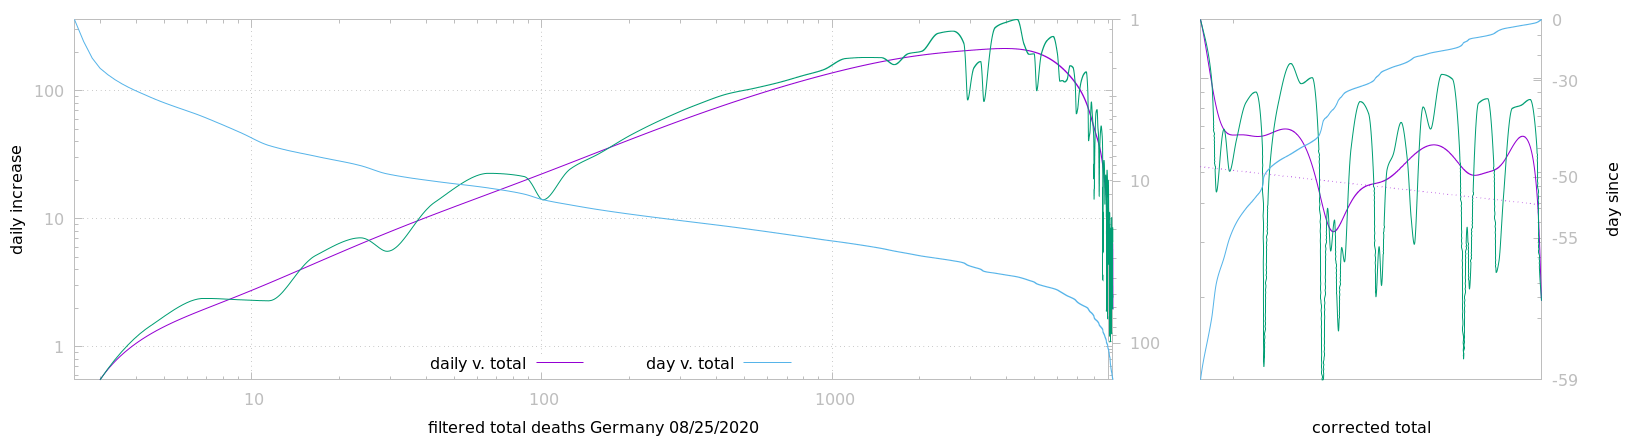 daily increase
100
10
1
10
100
1000
1
10
100
daily v. total
day v. total
filtered total deaths Germany 08/25/2020
0
-30
-50
-55
-59
day since
corrected total